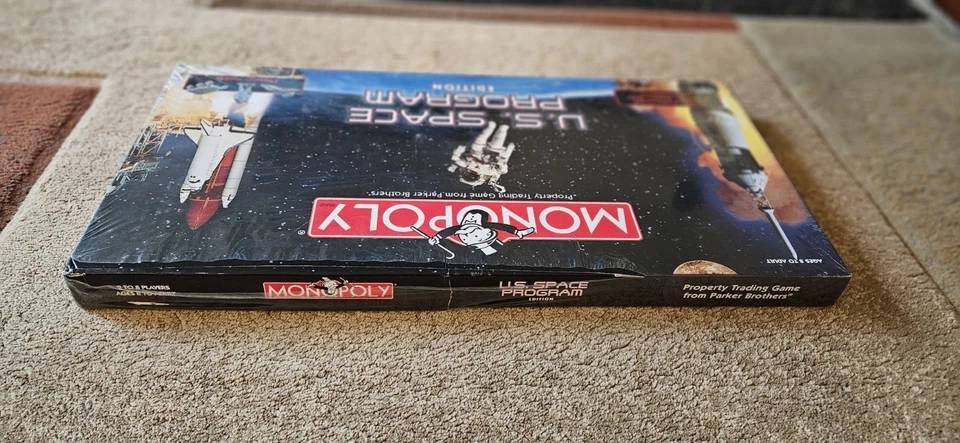 MONOPOLY®
Property Trading Game from Parker Brothers®
U.S. SPACE
PROGRAM
EDITION
AGES 8 TO ADULT
2 TO 8 PLAYERS
MONOPOLY
U.S. SPACE
PROGRAM
EDITION
Property Trading Game
from Parker Brothers®